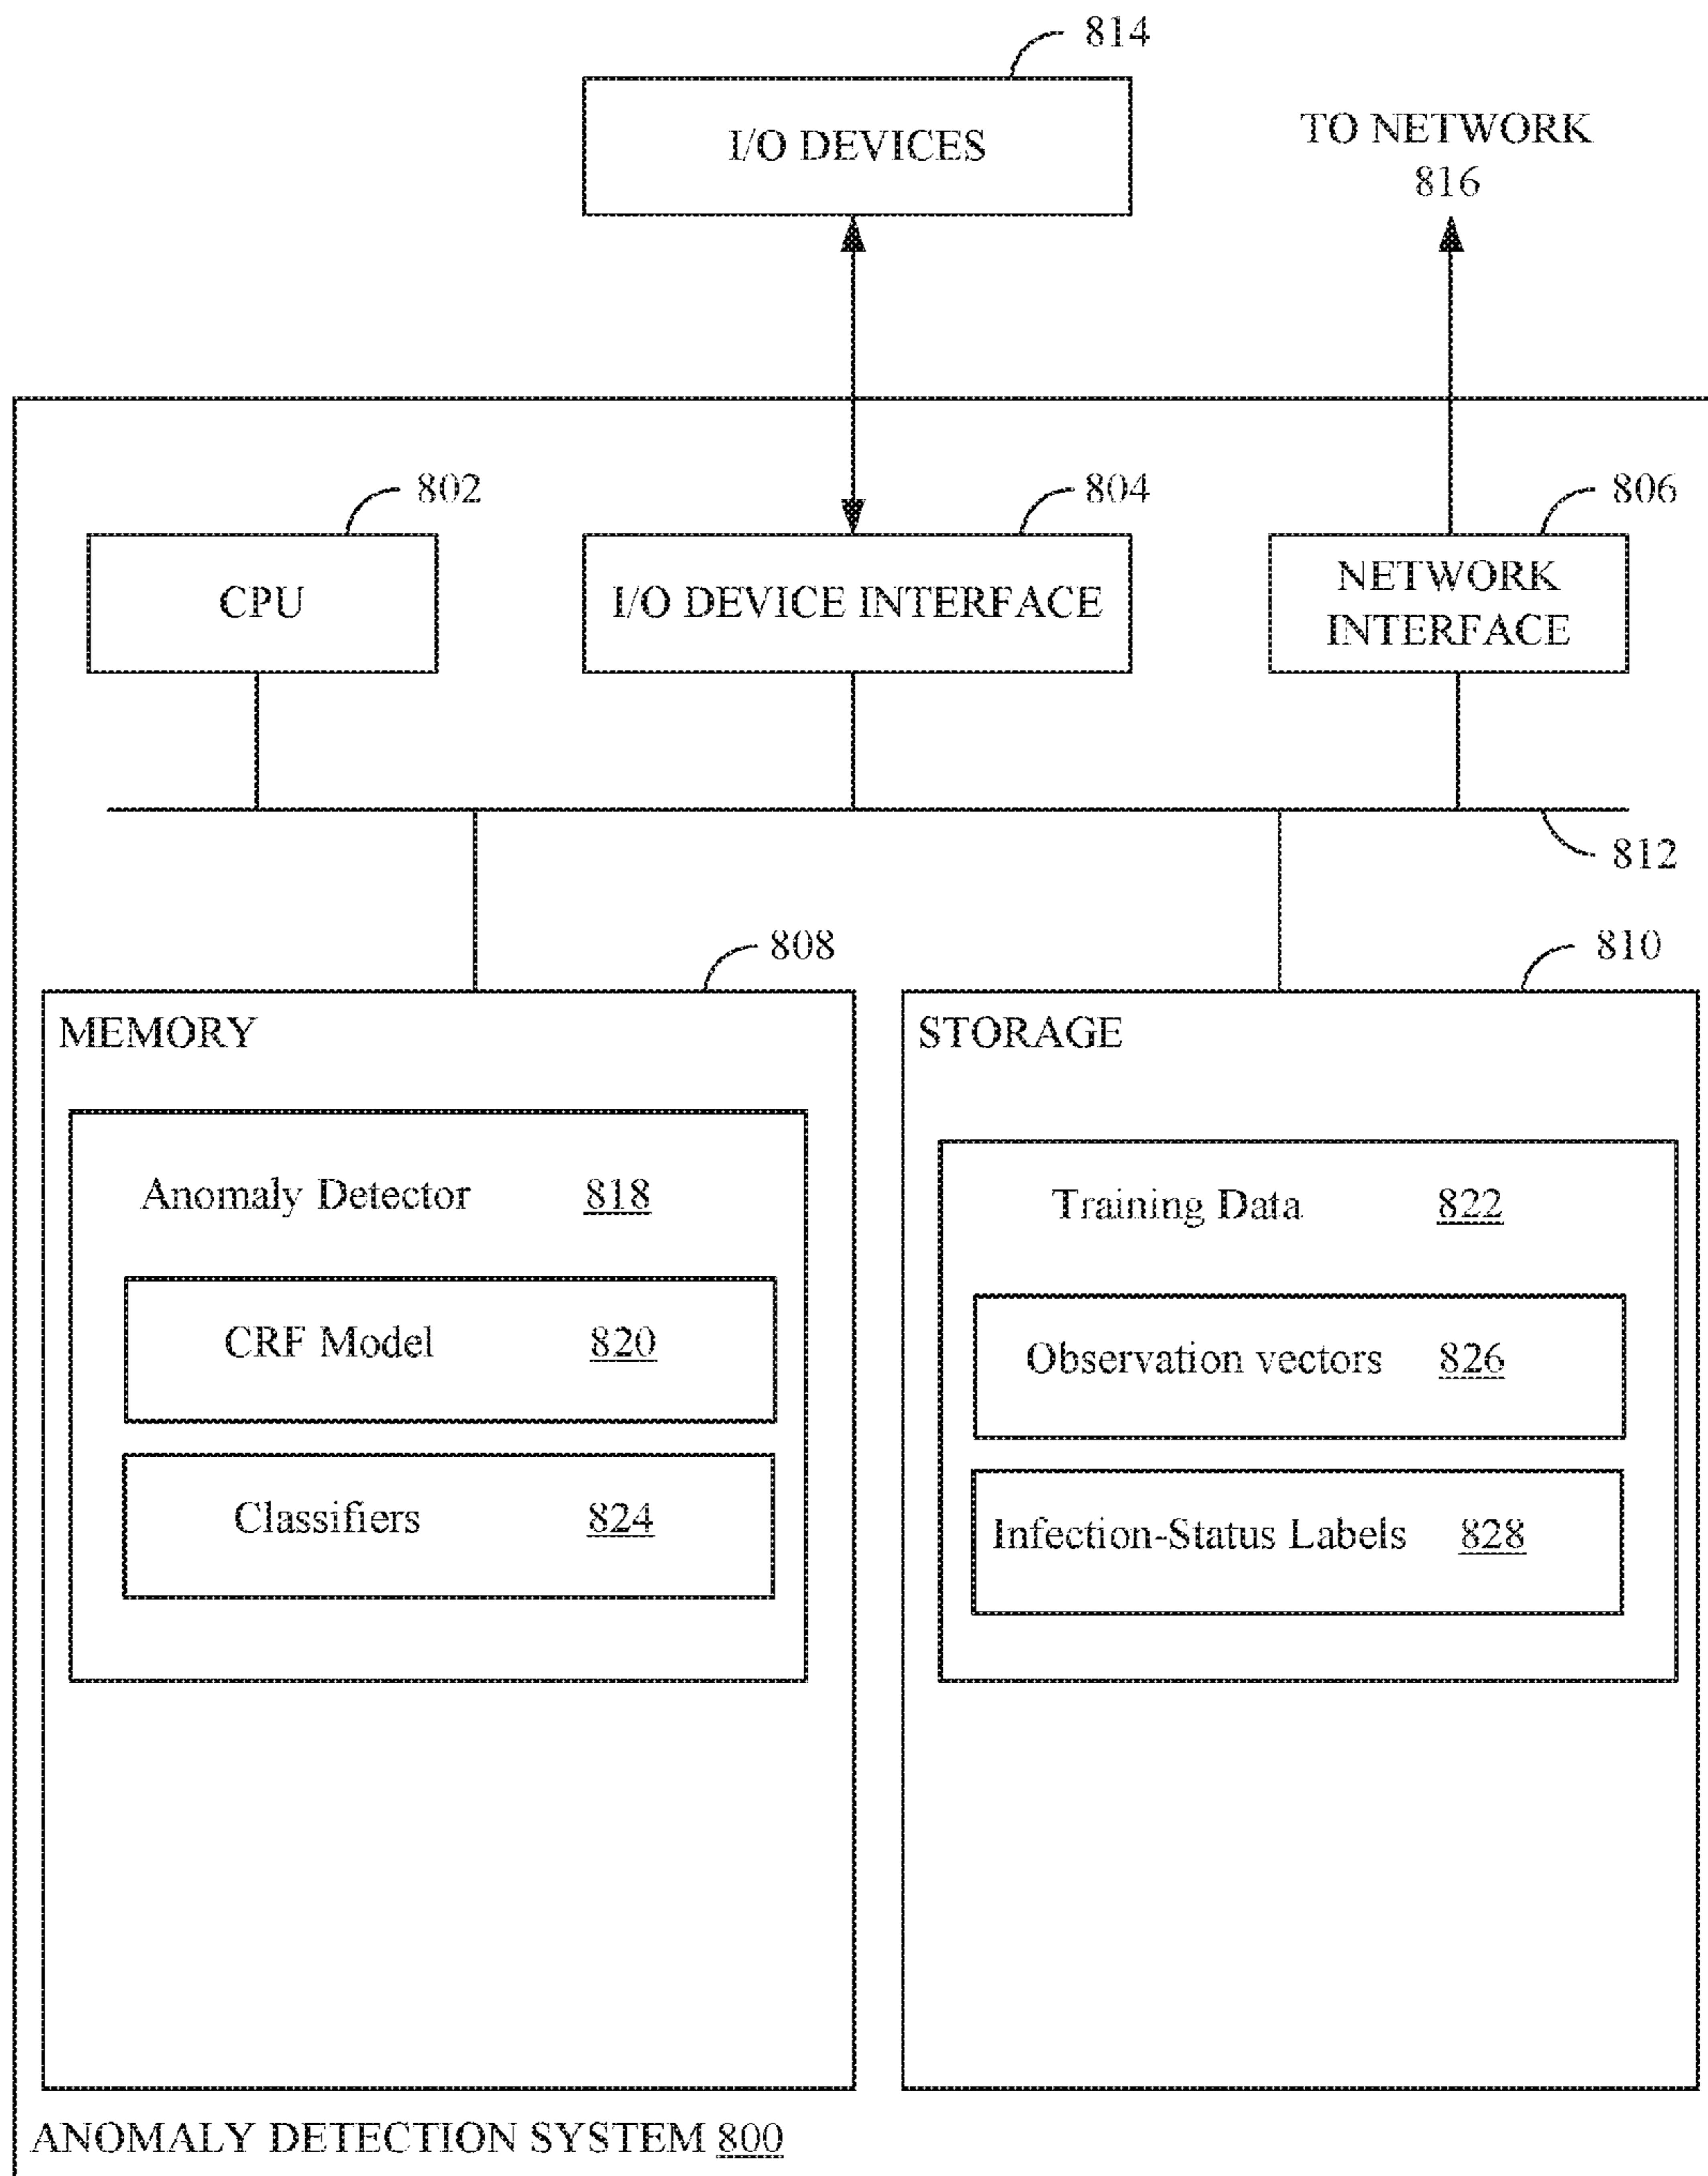 814
I/O DEVICES
TO NETWORK
816
802
804
806
CPU
I/O DEVICE INTERFACE
NETWORK
INTERFACE
812
808
810
MEMORY
STORAGE
Anomaly Detector 818
Training Data 822
CRF Model 820
Observation vectors 826
Classifiers 824
Infection-Status Labels 828
ANOMALY DETECTION SYSTEM 800